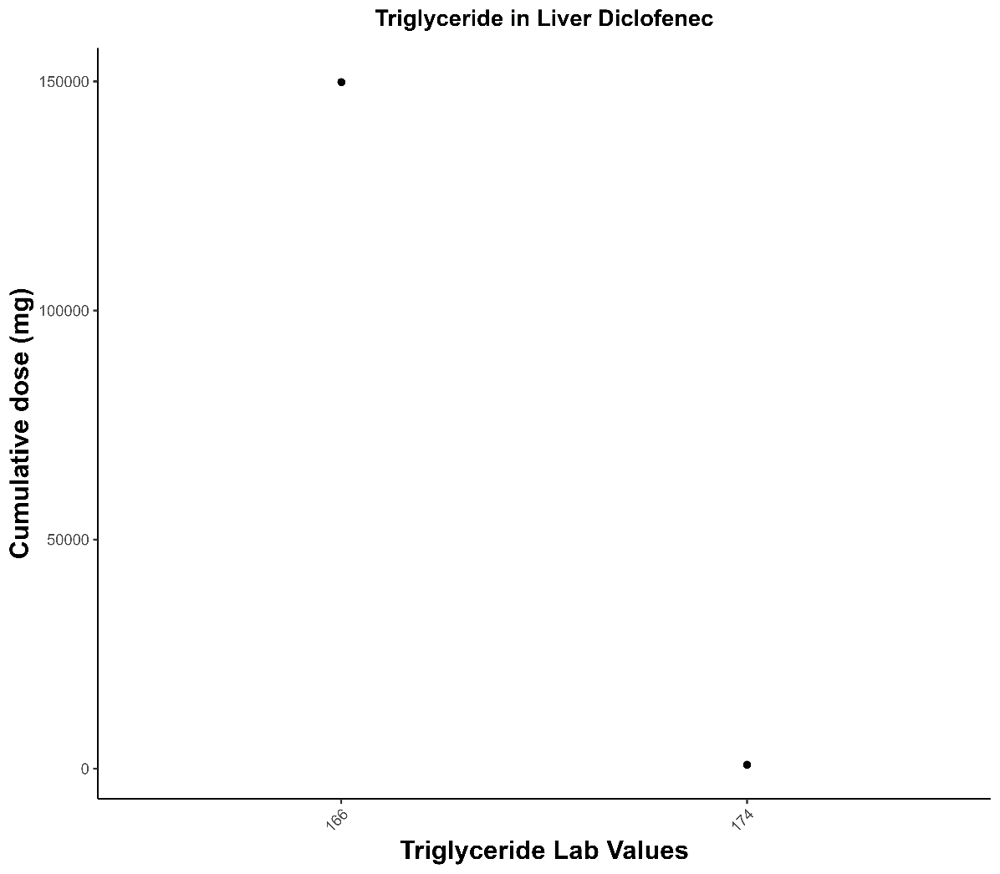 Triglyceride in Liver Diclofenec
150000
100000
50000
0
Cumulative dose (mg)
166
174
Triglyceride Lab Values